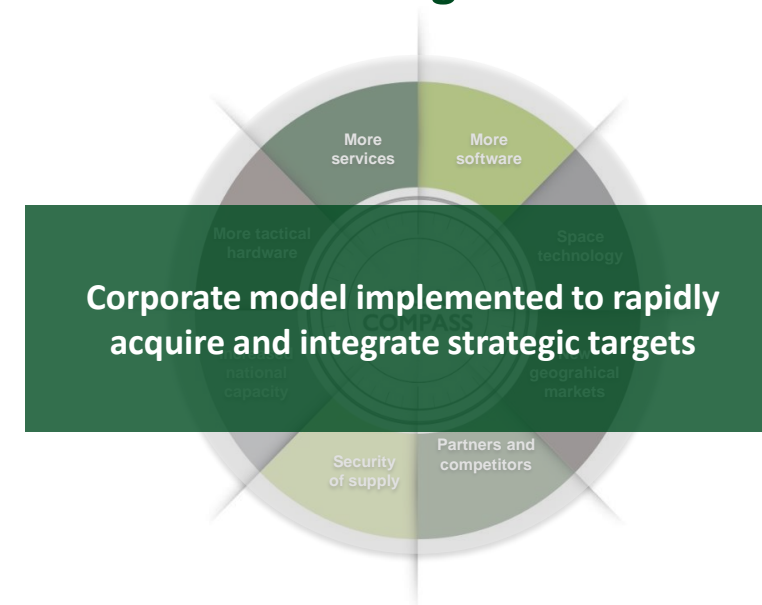 g
More
services
More
software
More tactical
hardware
Space
technology
Corporate model implemented to rapidly
acquire and integrate strategic targets
COMPASS
national
capacity
geograhical
markets
Security
of supply
Partners and
competitors